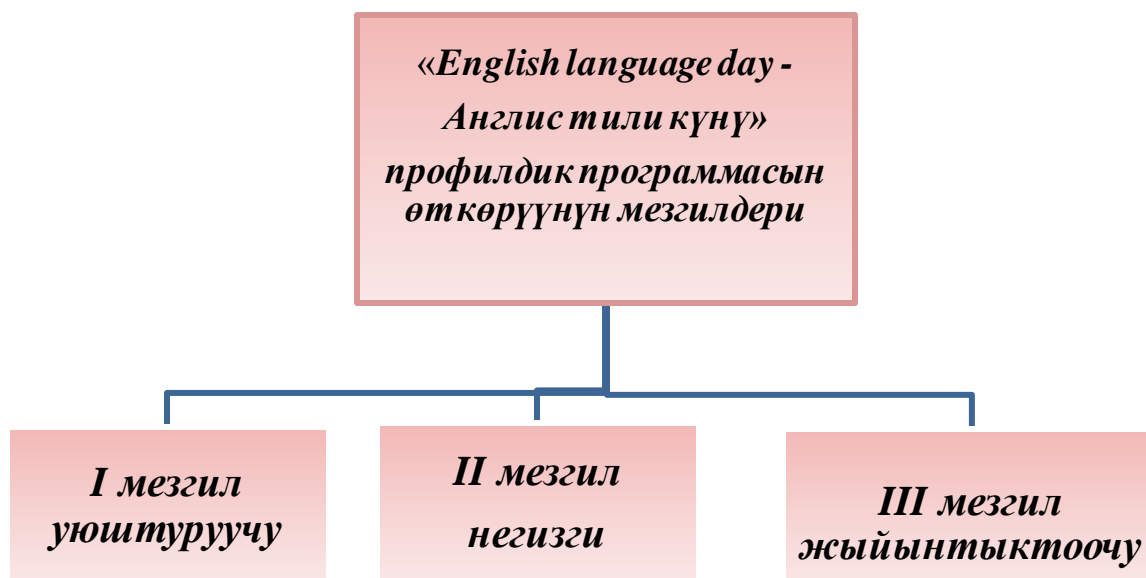 «English language day -
Англис тили күнү»
профилдик программасын
өткөрүүнүн мезгилдери
I мезгил
уюштуруучу
II мезгил
негизги
III мезгил
жыйынтыктоочу